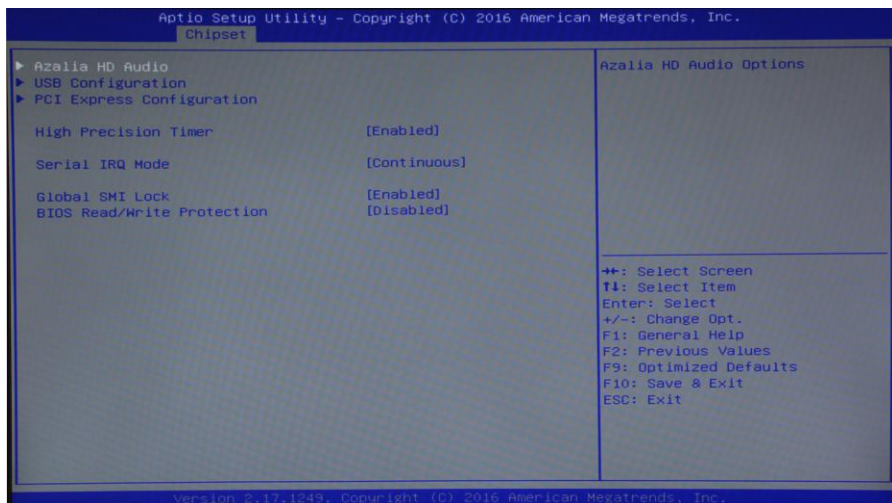 Aptio Setup Utility – Copyright (C) 2016 American Megatrends, Inc.
Chipset
Azalia HD Audio
USB Configuration
PCI Express Configuration
High Precision Timer [Enabled]
Serial IRQ Mode [Continuous]
Global SMI Lock [Enabled]
BIOS Read/Write Protection [Disabled]
Azalia HD Audio Options
→←: Select Screen
↑↓: Select Item
Enter: Select
+/-: Change Opt.
F1: General Help
F2: Previous Values
F9: Optimized Defaults
F10: Save & Exit
ESC: Exit
Version 2.17.1249. Copyright (C) 2016 American Megatrends, Inc.